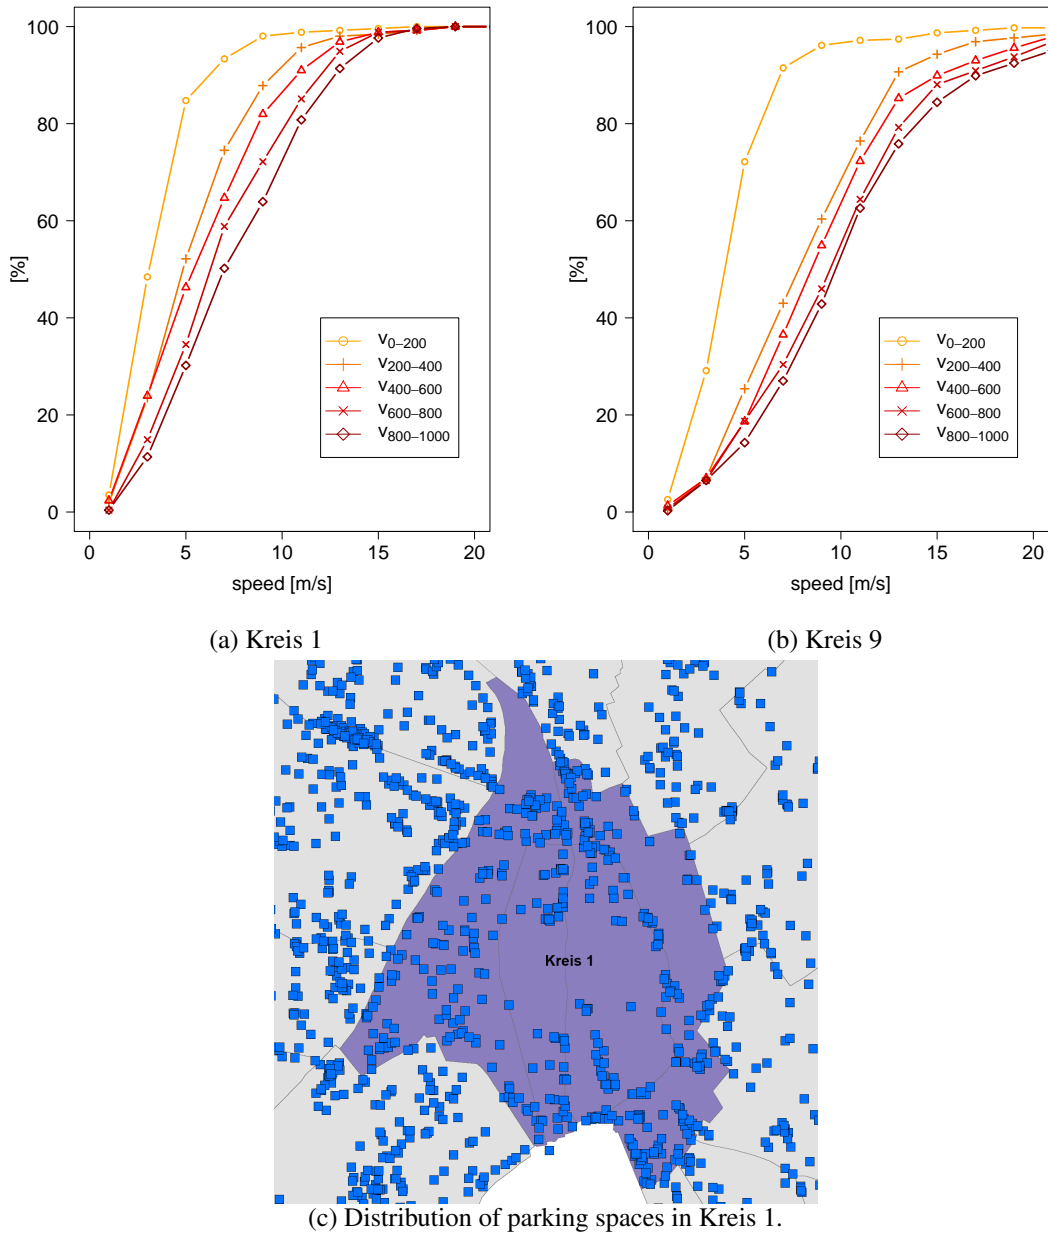 100
80
60
40
20
0
[%]
0 5 10 15 20
speed [m/s]
v0–200
v200–400
v400–600
v600–800
v800–1000
(a) Kreis 1
100
80
60
40
20
0
[%]
0 5 10 15 20
speed [m/s]
v0–200
v200–400
v400–600
v600–800
v800–1000
(b) Kreis 9
Kreis 1
(c) Distribution of parking spaces in Kreis 1.